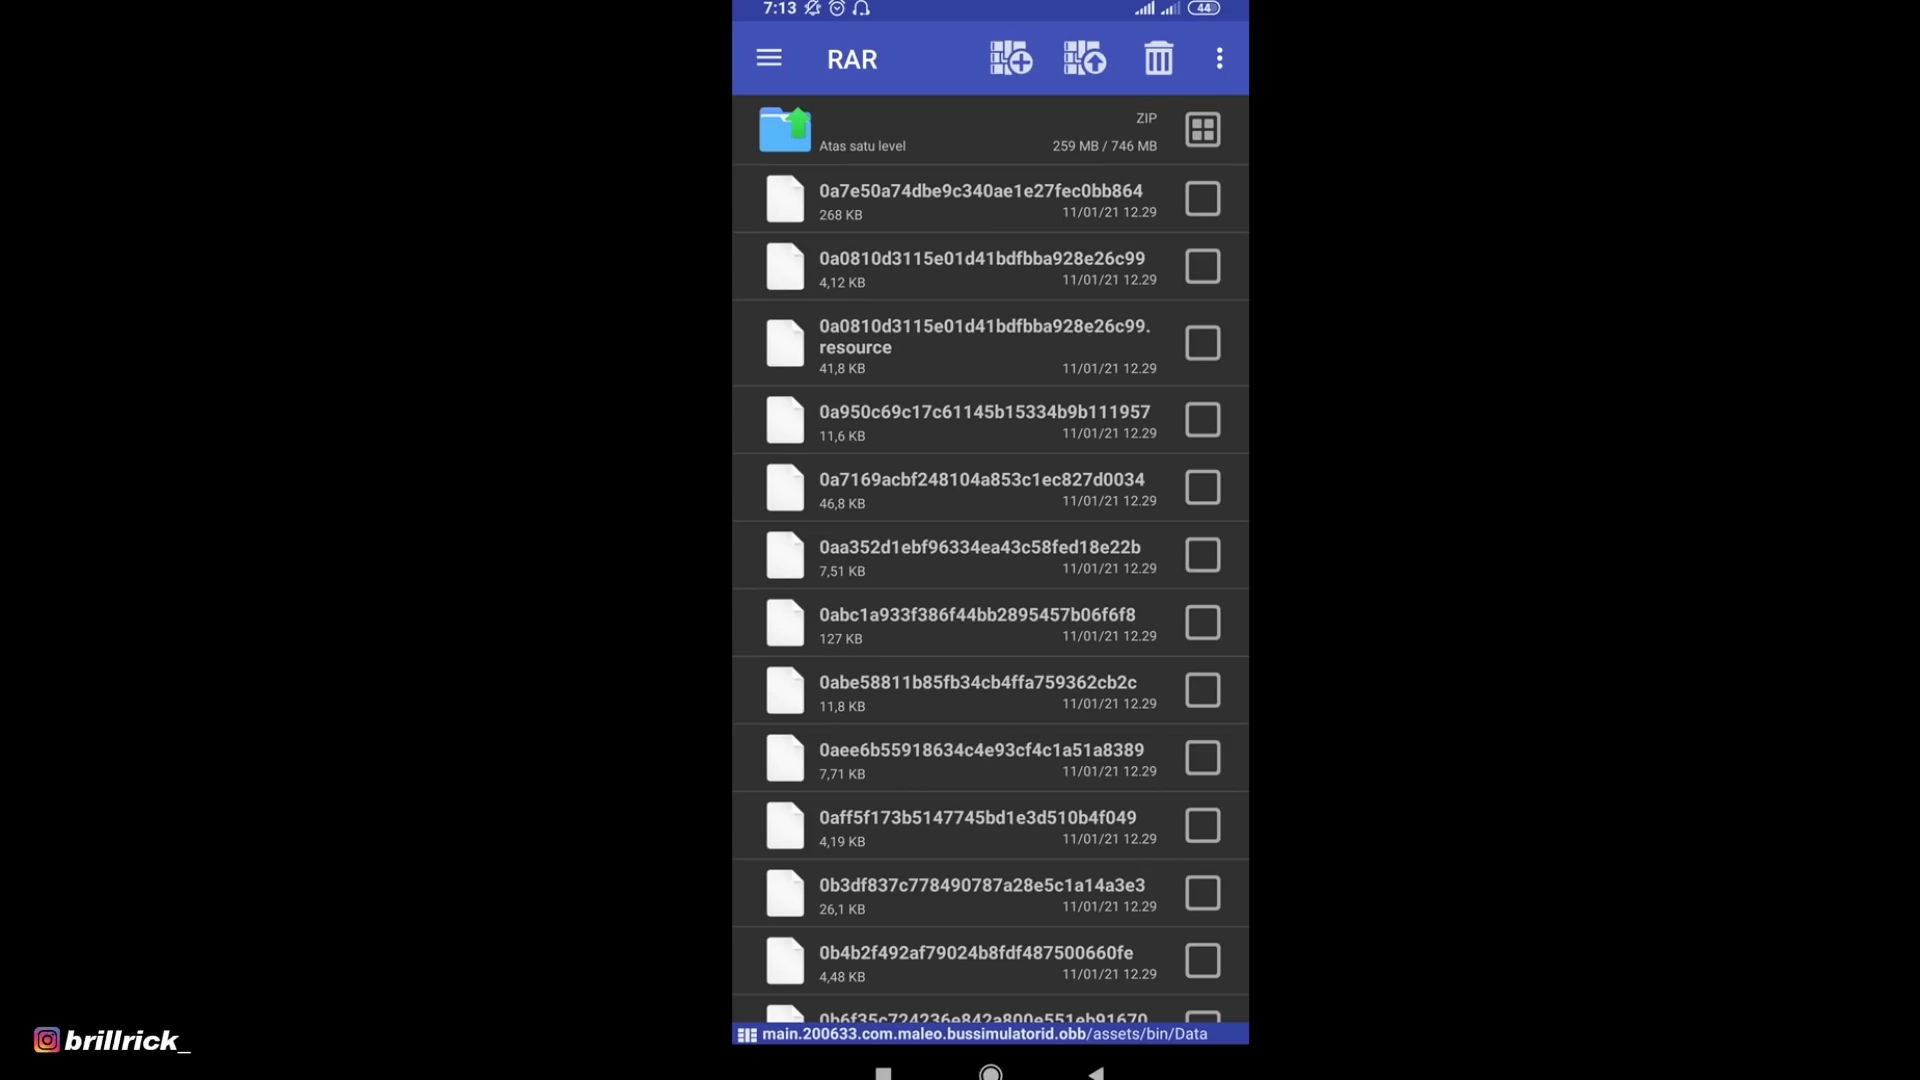 7:13
44
RAR
ZIP
Atas satu level
259 MB / 746 MB
0a7e50a74dbe9c340ae1e27fec0bb864
268 KB
11/01/21 12.29
0a0810d3115e01d41bdfbba928e26c99
4,12 KB
11/01/21 12.29
0a0810d3115e01d41bdfbba928e26c99.
resource
41,8 KB
11/01/21 12.29
0a950c69c17c61145b15334b9b111957
11,6 KB
11/01/21 12.29
0a7169acbf248104a853c1ec827d0034
46,8 KB
11/01/21 12.29
0aa352d1ebf96334ea43c58fed18e22b
7,51 KB
11/01/21 12.29
0abc1a933f386f44bb2895457b06f6f8
127 KB
11/01/21 12.29
0abe58811b85fb34cb4ffa759362cb2c
11,8 KB
11/01/21 12.29
0aee6b55918634c4e93cf4c1a51a8389
7,71 KB
11/01/21 12.29
0aff5f173b5147745bd1e3d510b4f049
4,19 KB
11/01/21 12.29
0b3df837c778490787a28e5c1a14a3e3
26,1 KB
11/01/21 12.29
0b4b2f492af79024b8fdf487500660fe
4,48 KB
11/01/21 12.29
0b6f35c724236e842a800e551eb91670
main.200633.com.maleo.bussimulatorid.obb/assets/bin/Data
brillrick_